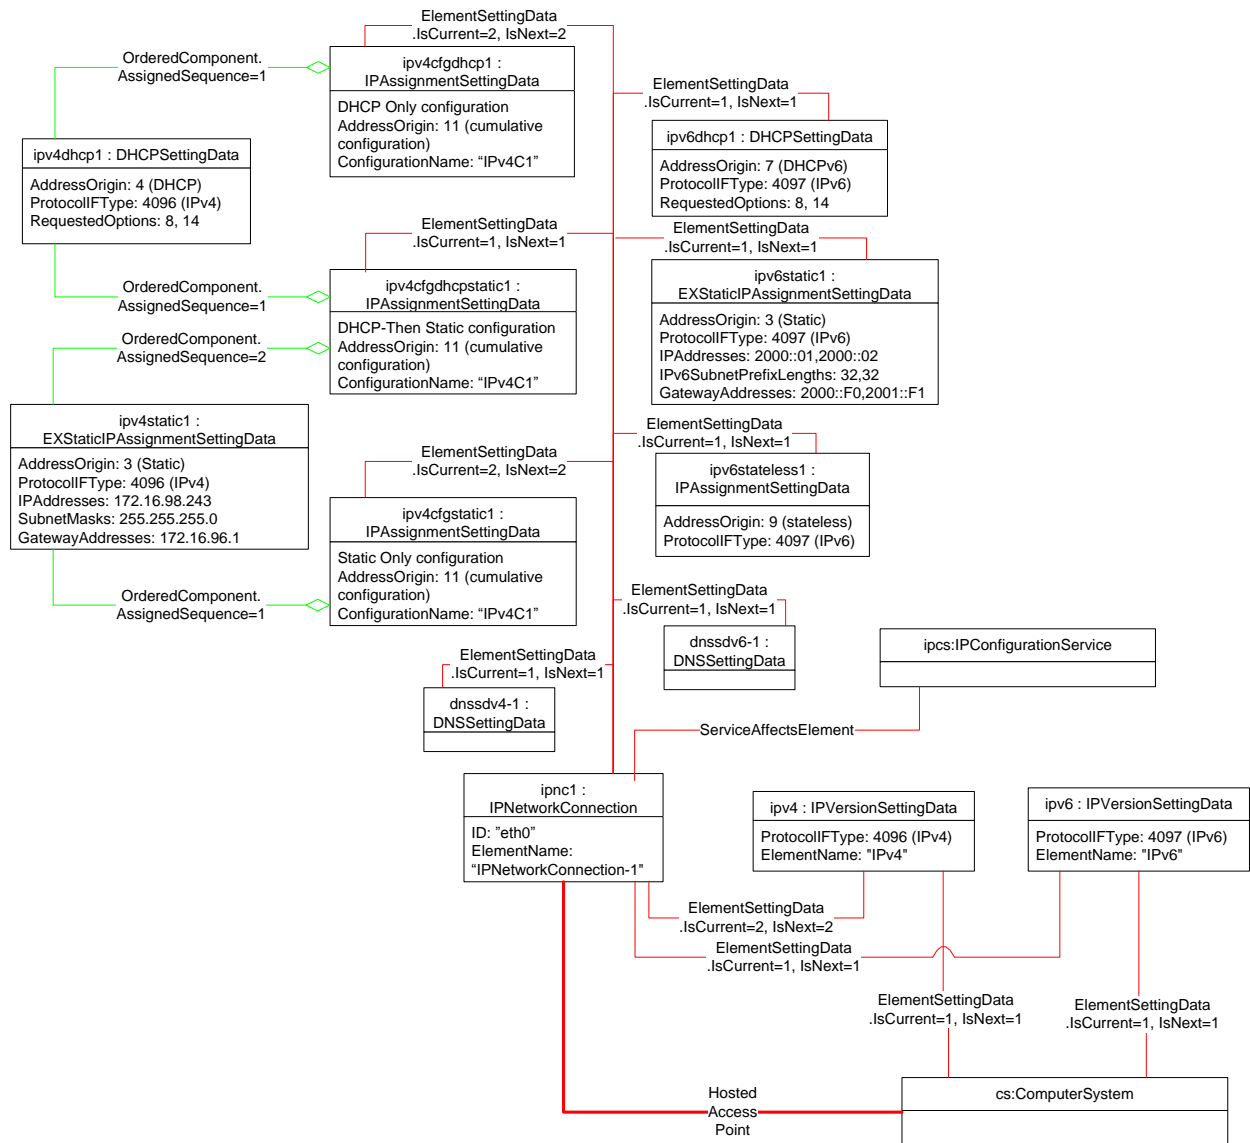 ElementSettingData
.IsCurrent=2, IsNext=2
OrderedComponent.
AssignedSequence=1
ipv4cfgdhcp1 :
IPAssignmentSettingData
DHCP Only configuration
AddressOrigin: 11 (cumulative
configuration)
ConfigurationName: “IPv4C1”
ElementSettingData
.IsCurrent=1, IsNext=1
ipv4dhcp1 : DHCPSettingData
AddressOrigin: 4 (DHCP)
ProtocolIFType: 4096 (IPv4)
RequestedOptions: 8, 14
ipv6dhcp1 : DHCPSettingData
AddressOrigin: 7 (DHCPv6)
ProtocolIFType: 4097 (IPv6)
RequestedOptions: 8, 14
ElementSettingData
.IsCurrent=1, IsNext=1
ElementSettingData
.IsCurrent=1, IsNext=1
OrderedComponent.
AssignedSequence=1
ipv4cfgdhcpstatic1 :
IPAssignmentSettingData
DHCP-Then Static configuration
AddressOrigin: 11 (cumulative
configuration)
ConfigurationName: “IPv4C1”
OrderedComponent.
AssignedSequence=2
ipv6static1 :
EXStaticIPAssignmentSettingData
AddressOrigin: 3 (Static)
ProtocolIFType: 4097 (IPv6)
IPAddresses: 2000::01,2000::02
IPv6SubnetPrefixLengths: 32,32
GatewayAddresses: 2000::F0,2001::F1
ipv4static1 :
EXStaticIPAssignmentSettingData
AddressOrigin: 3 (Static)
ProtocolIFType: 4096 (IPv4)
IPAddresses: 172.16.98.243
SubnetMasks: 255.255.255.0
GatewayAddresses: 172.16.96.1
ElementSettingData
.IsCurrent=2, IsNext=2
ElementSettingData
.IsCurrent=1, IsNext=1
ipv6stateless1 :
IPAssignmentSettingData
AddressOrigin: 9 (stateless)
ProtocolIFType: 4097 (IPv6)
ipv4cfgstatic1 :
IPAssignmentSettingData
Static Only configuration
AddressOrigin: 11 (cumulative
configuration)
ConfigurationName: “IPv4C1”
OrderedComponent.
AssignedSequence=1
ElementSettingData
.IsCurrent=1, IsNext=1
dnssdv6-1 :
DNSSettingData
ipcs:IPConfigurationService
ElementSettingData
.IsCurrent=1, IsNext=1
dnssdv4-1 :
DNSSettingData
ServiceAffectsElement
ipnc1 :
IPNetworkConnection
ID: ”eth0”
ElementName:
“IPNetworkConnection-1"
ipv4 : IPVersionSettingData
ProtocolIFType: 4096 (IPv4)
ElementName: "IPv4"
ipv6 : IPVersionSettingData
ProtocolIFType: 4097 (IPv6)
ElementName: "IPv6"
ElementSettingData
.IsCurrent=2, IsNext=2
ElementSettingData
.IsCurrent=1, IsNext=1
ElementSettingData
.IsCurrent=1, IsNext=1
ElementSettingData
.IsCurrent=1, IsNext=1
Hosted
Access
Point
cs:ComputerSystem